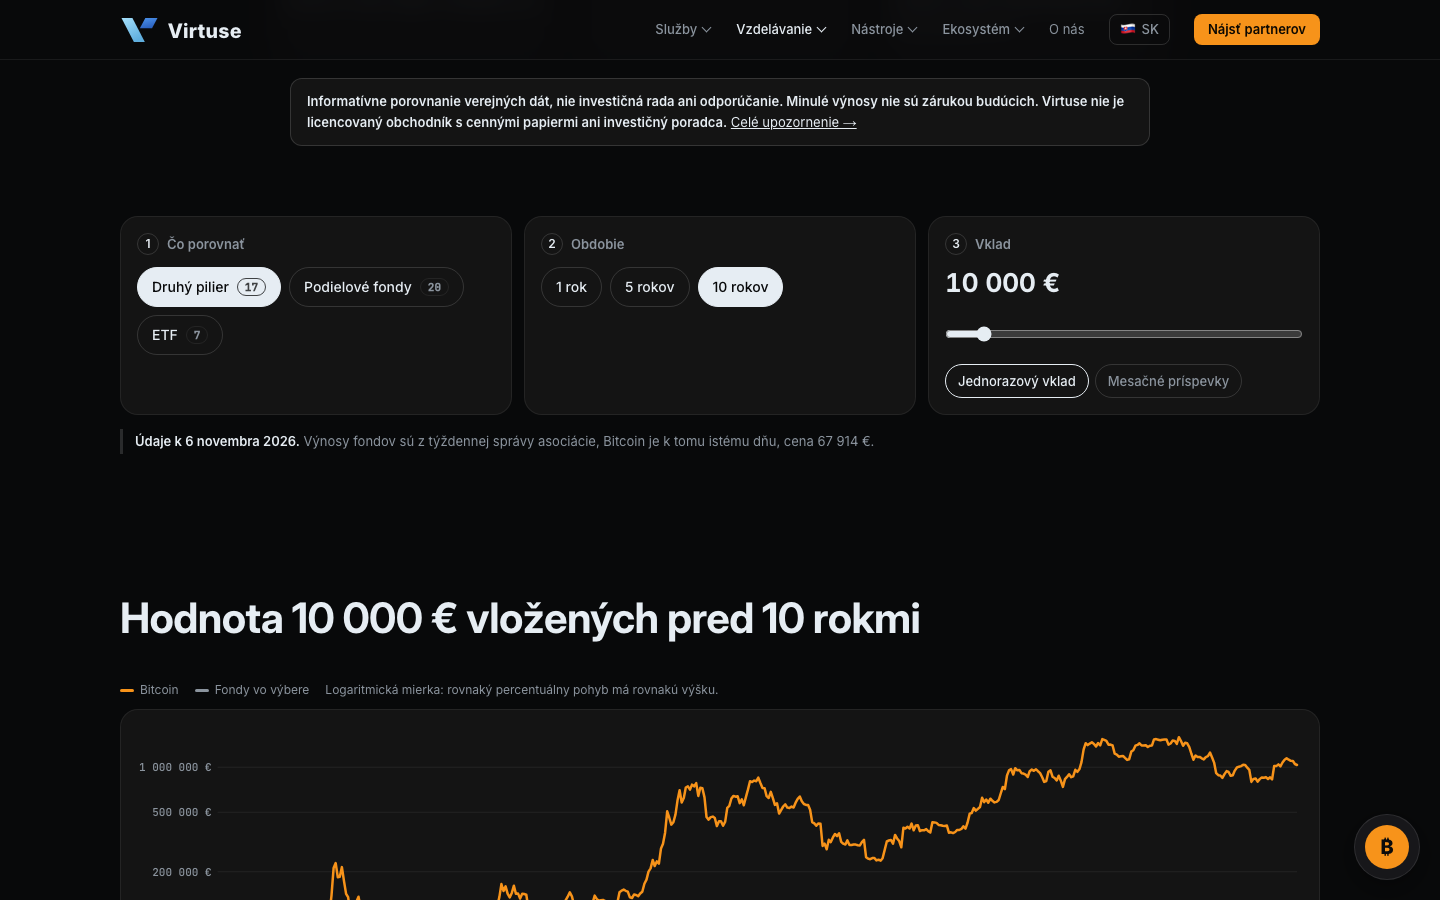 Virtuse
Služby
Vzdelávanie
Nástroje
Ekosystém
O nás
SK
Nájsť partnerov
Informatívne porovnanie verejných dát, nie investičná rada ani odporúčanie. Minulé výnosy nie sú zárukou budúcich. Virtuse nie je
licencovaný obchodník s cennými papiermi ani investičný poradca. Celé upozornenie →
1 Čo porovnať
Druhý pilier 17
Podielové fondy 20
ETF 7
2 Obdobie
1 rok
5 rokov
10 rokov
3 Vklad
10 000 €
Jednorazový vklad
Mesačné príspevky
Údaje k 6 novembra 2026. Výnosy fondov sú z týždennej správy asociácie, Bitcoin je k tomu istému dňu, cena 67 914 €.
Hodnota 10 000 € vložených pred 10 rokmi
Bitcoin
Fondy vo výbere
Logaritmická mierka: rovnaký percentuálny pohyb má rovnakú výšku.
1 000 000 €
500 000 €
200 000 €